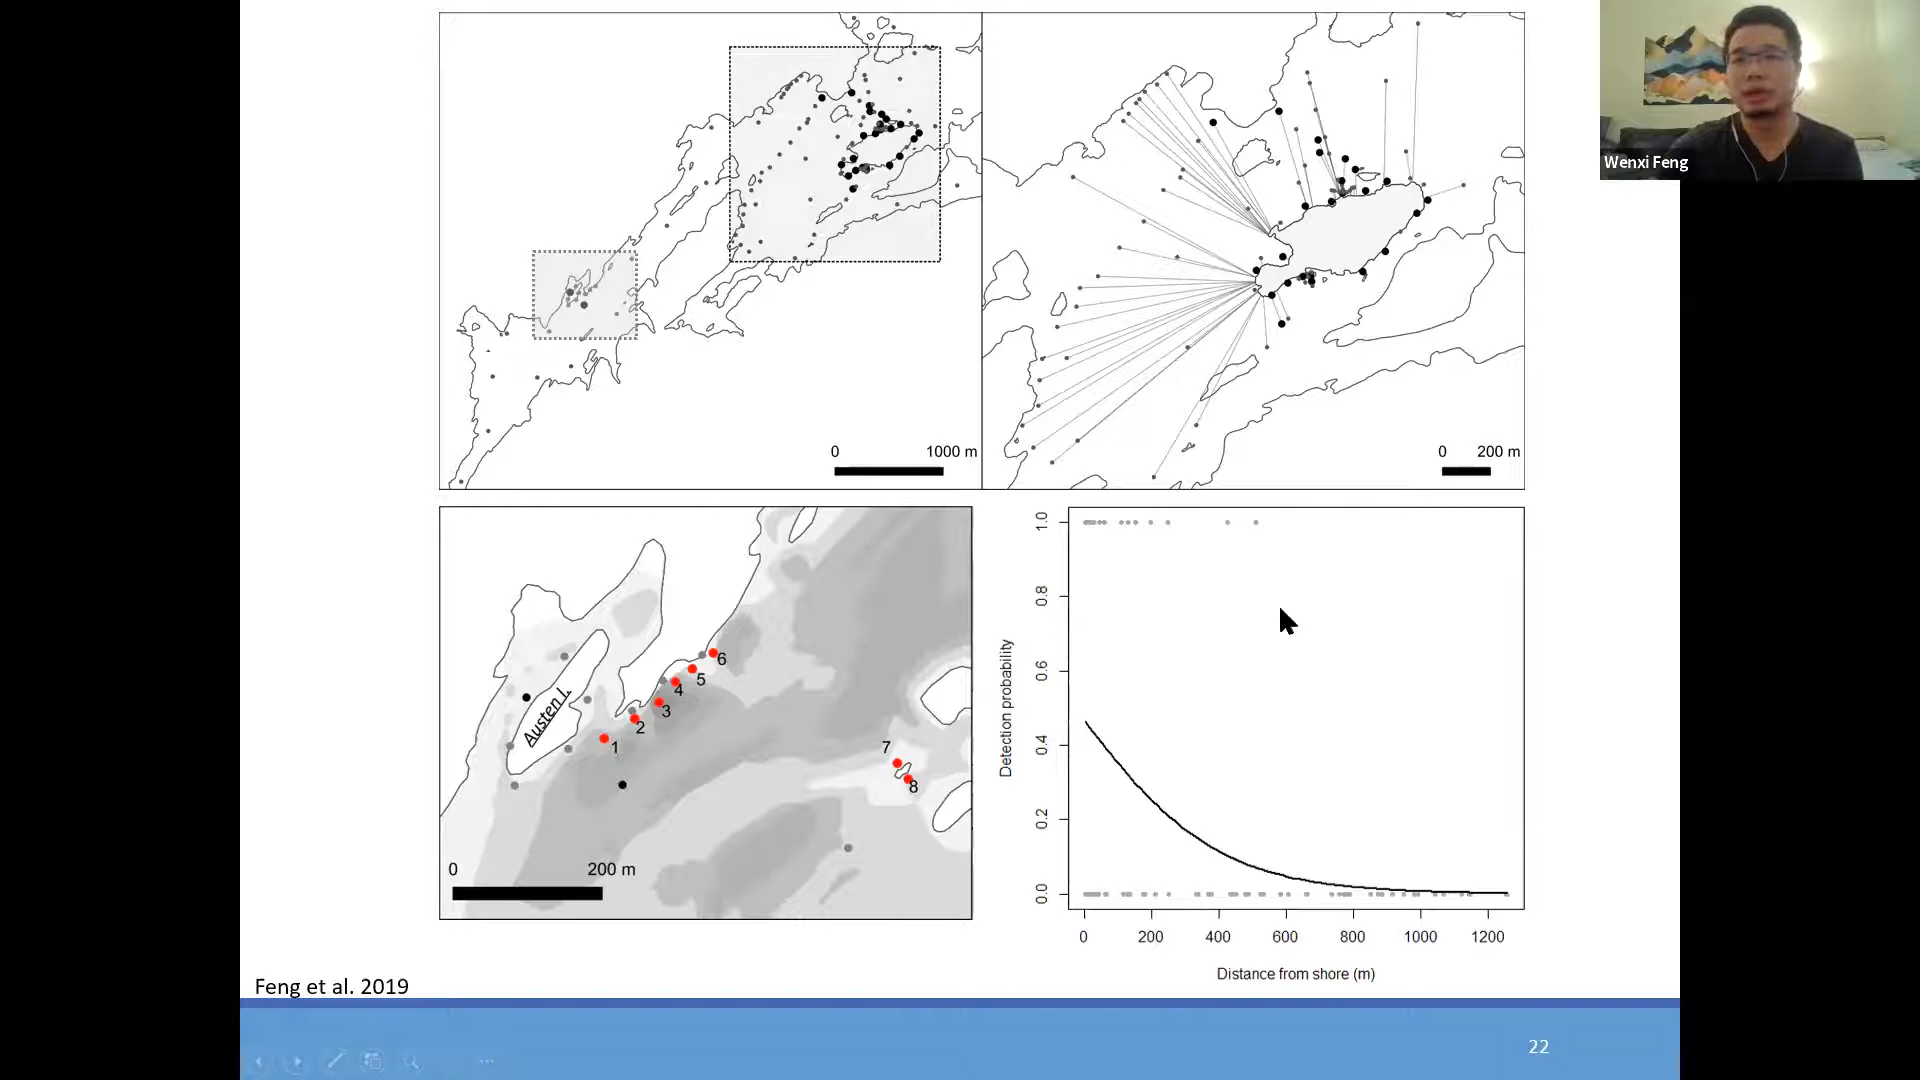 Wenxi Feng
0 1000 m
0 200 m
Austen I.
1
2
3
4
5
6
7
8
0 200 m
Detection probability
1.0
0.8
0.6
0.4
0.2
0.0
0 200 400 600 800 1000 1200
Distance from shore (m)
Feng et al. 2019
22